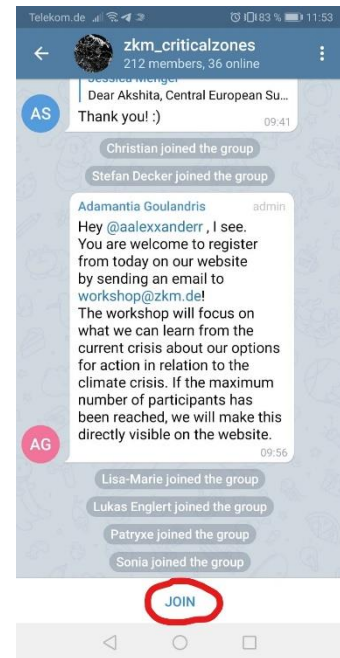 Telekom.de
83 %
11:53
zkm_criticalzones
212 members, 36 online
Jessica Menger
Dear Akshita, Central European Su...
AS
Thank you! :)
09:41
Christian joined the group
Stefan Decker joined the group
Adamantia Goulandris
admin
Hey @aalexxanderr , I see.
You are welcome to register
from today on our website
by sending an email to
workshop@zkm.de!
The workshop will focus on
what we can learn from the
current crisis about our options
for action in relation to the
climate crisis. If the maximum
number of participants has
been reached, we will make this
directly visible on the website.
AG
09:56
Lisa-Marie joined the group
Lukas Englert joined the group
Patryxe joined the group
Sonia joined the group
JOIN